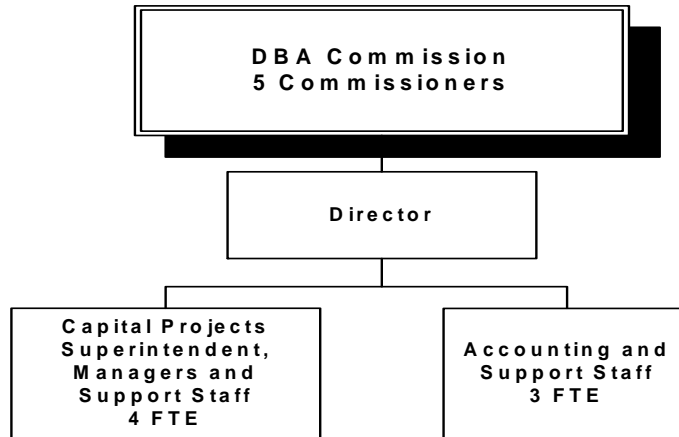 DBA Commission
5 Commissioners
Director
Capital Projects
Superintendent,
Managers and
Support Staff
4 FTE
Accounting and
Support Staff
3 FTE